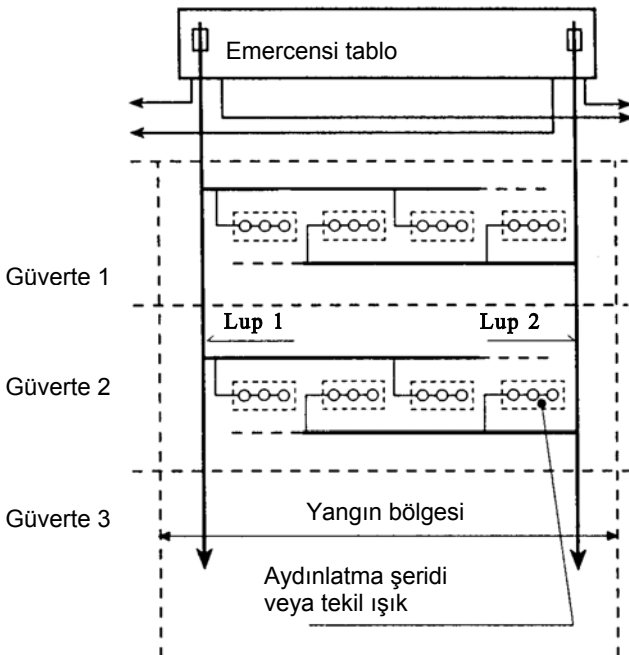 Emercensi tablo
Güverte 1
Lup 1
Lup 2
Güverte 2
Güverte 3
Yangın bölgesi
Aydınlatma şeridi
veya tekil ışık